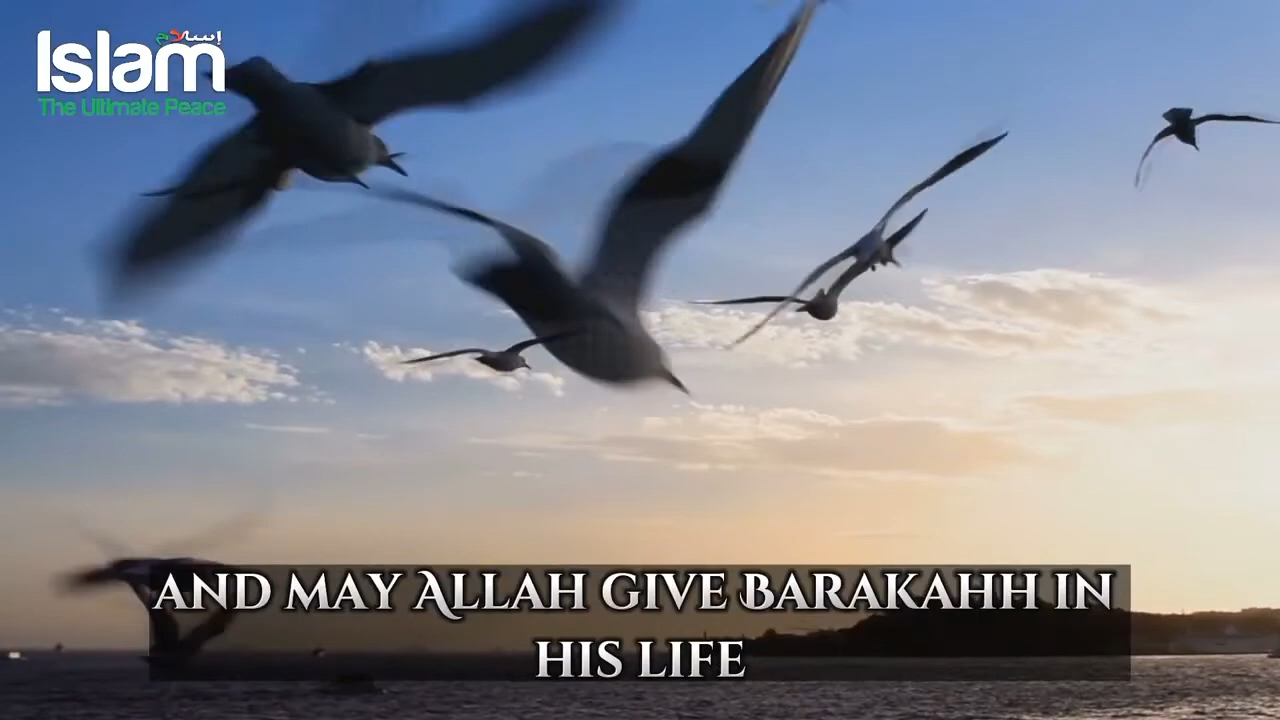 إسلام
Islam
The Ultimate Peace
AND MAY ALLAH GIVE BARAKAHH IN
HIS LIFE